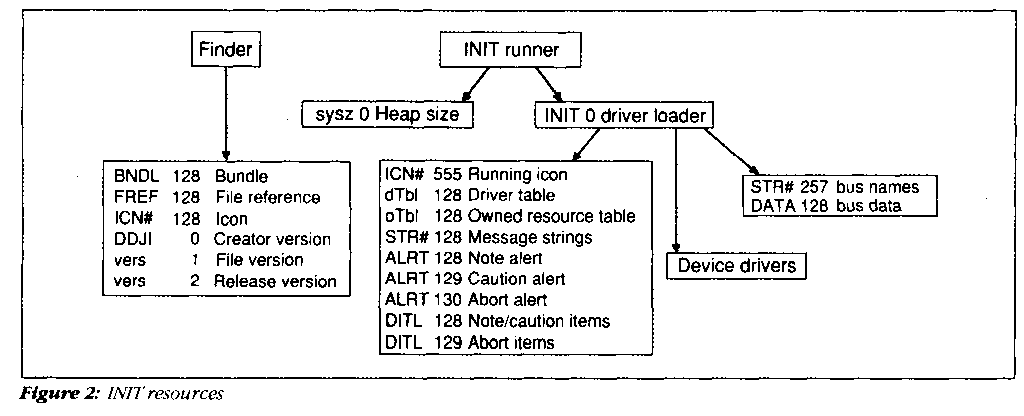 Finder
INIT runner
sysz 0 Heap size
INIT 0 driver loader
BNDL 128 Bundle
FREF 128 File reference
ICN# 128 Icon
DDJI 0 Creator version
vers 1 File version
vers 2 Release version
ICN# 555 Running icon
dTbl 128 Driver table
oTbl 128 Owned resource table
STR# 128 Message strings
ALRT 128 Note alert
ALRT 129 Caution alert
ALRT 130 Abort alert
DITL 128 Note/caution items
DITL 129 Abort items
STR# 257 bus names
DATA 128 bus data
Device drivers
Figure 2: INIT resources